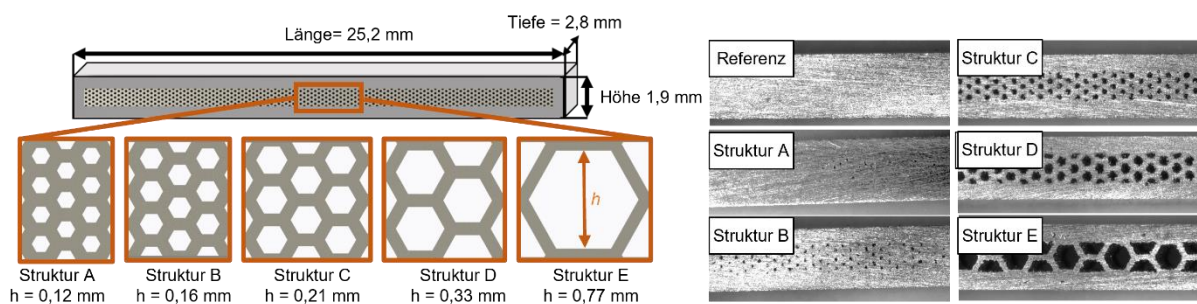 Tiefe = 2,8 mm
Länge= 25,2 mm
Höhe 1,9 mm
h
Struktur A
h = 0,12 mm
Struktur B
h = 0,16 mm
Struktur C
h = 0,21 mm
Struktur D
h = 0,33 mm
Struktur E
h = 0,77 mm
Referenz
Struktur A
Struktur B
Struktur C
Struktur D
Struktur E